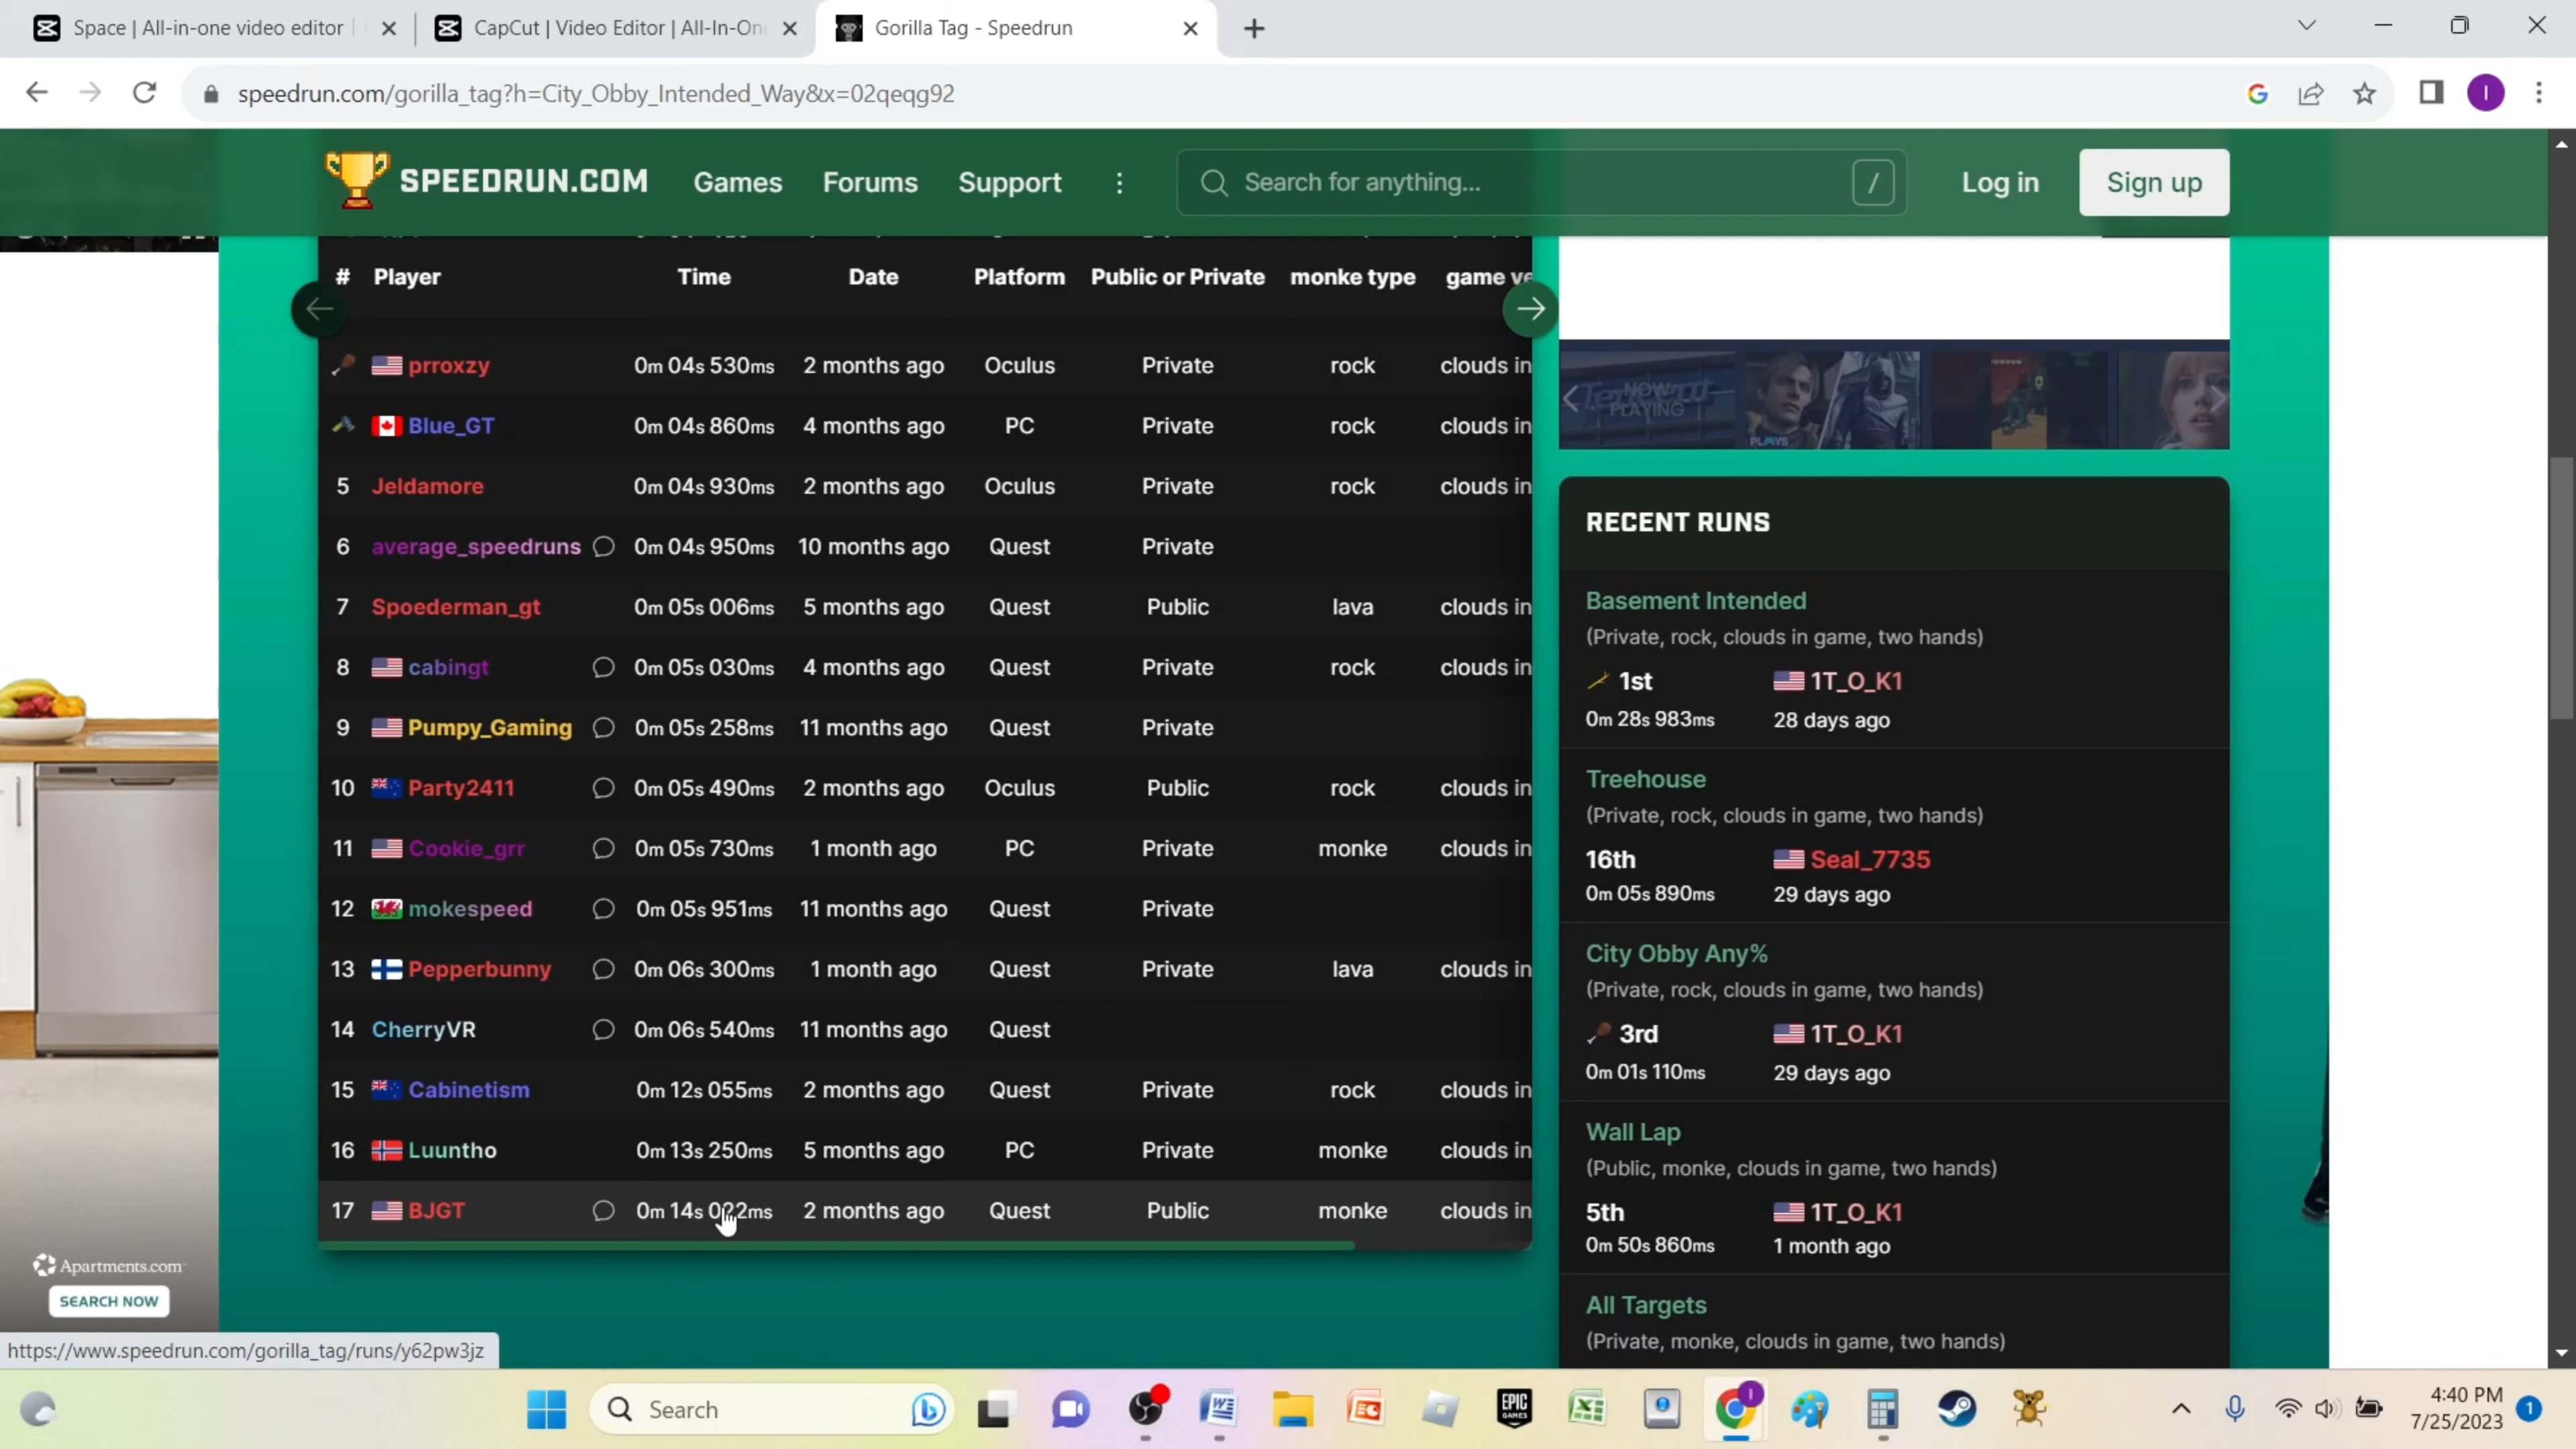 Space | All-in-one video editor |
CapCut | Video Editor | All-In-On
Gorilla Tag - Speedrun
speedrun.com/gorilla_tag?h=City_Obby_Intended_Way&x=02qeqg92
I
SPEEDRUN.COM Games Forums Support Search for anything... / Log in Sign up
# Player Time Date Platform Public or Private monke type game ve
prroxzy 0m 04s 530ms 2 months ago Oculus Private rock clouds in
Blue_GT 0m 04s 860ms 4 months ago PC Private rock clouds in
5 Jeldamore 0m 04s 930ms 2 months ago Oculus Private rock clouds in
6 average_speedruns 0m 04s 950ms 10 months ago Quest Private
7 Spoederman_gt 0m 05s 006ms 5 months ago Quest Public lava clouds in
8 cabingt 0m 05s 030ms 4 months ago Quest Private rock clouds in
9 Pumpy_Gaming 0m 05s 258ms 11 months ago Quest Private
10 Party2411 0m 05s 490ms 2 months ago Oculus Public rock clouds in
11 Cookie_grr 0m 05s 730ms 1 month ago PC Private monke clouds in
12 mokespeed 0m 05s 951ms 11 months ago Quest Private
13 Pepperbunny 0m 06s 300ms 1 month ago Quest Private lava clouds in
14 CherryVR 0m 06s 540ms 11 months ago Quest
15 Cabinetism 0m 12s 055ms 2 months ago Quest Private rock clouds in
16 Luuntho 0m 13s 250ms 5 months ago PC Private monke clouds in
17 BJGT 0m 14s 022ms 2 months ago Quest Public monke clouds in
NOW
PLAYING
PLAYS
RECENT RUNS
Basement Intended
(Private, rock, clouds in game, two hands)
1st 1T_O_K1
0m 28s 983ms 28 days ago
Treehouse
(Private, rock, clouds in game, two hands)
16th Seal_7735
0m 05s 890ms 29 days ago
City Obby Any%
(Private, rock, clouds in game, two hands)
3rd 1T_O_K1
0m 01s 110ms 29 days ago
Wall Lap
(Public, monke, clouds in game, two hands)
5th 1T_O_K1
0m 50s 860ms 1 month ago
All Targets
(Private, monke, clouds in game, two hands)
Apartments.com
SEARCH NOW
https://www.speedrun.com/gorilla_tag/runs/y62pw3jz
Search
EPIC
GAMES
I
4:40 PM
7/25/2023
1